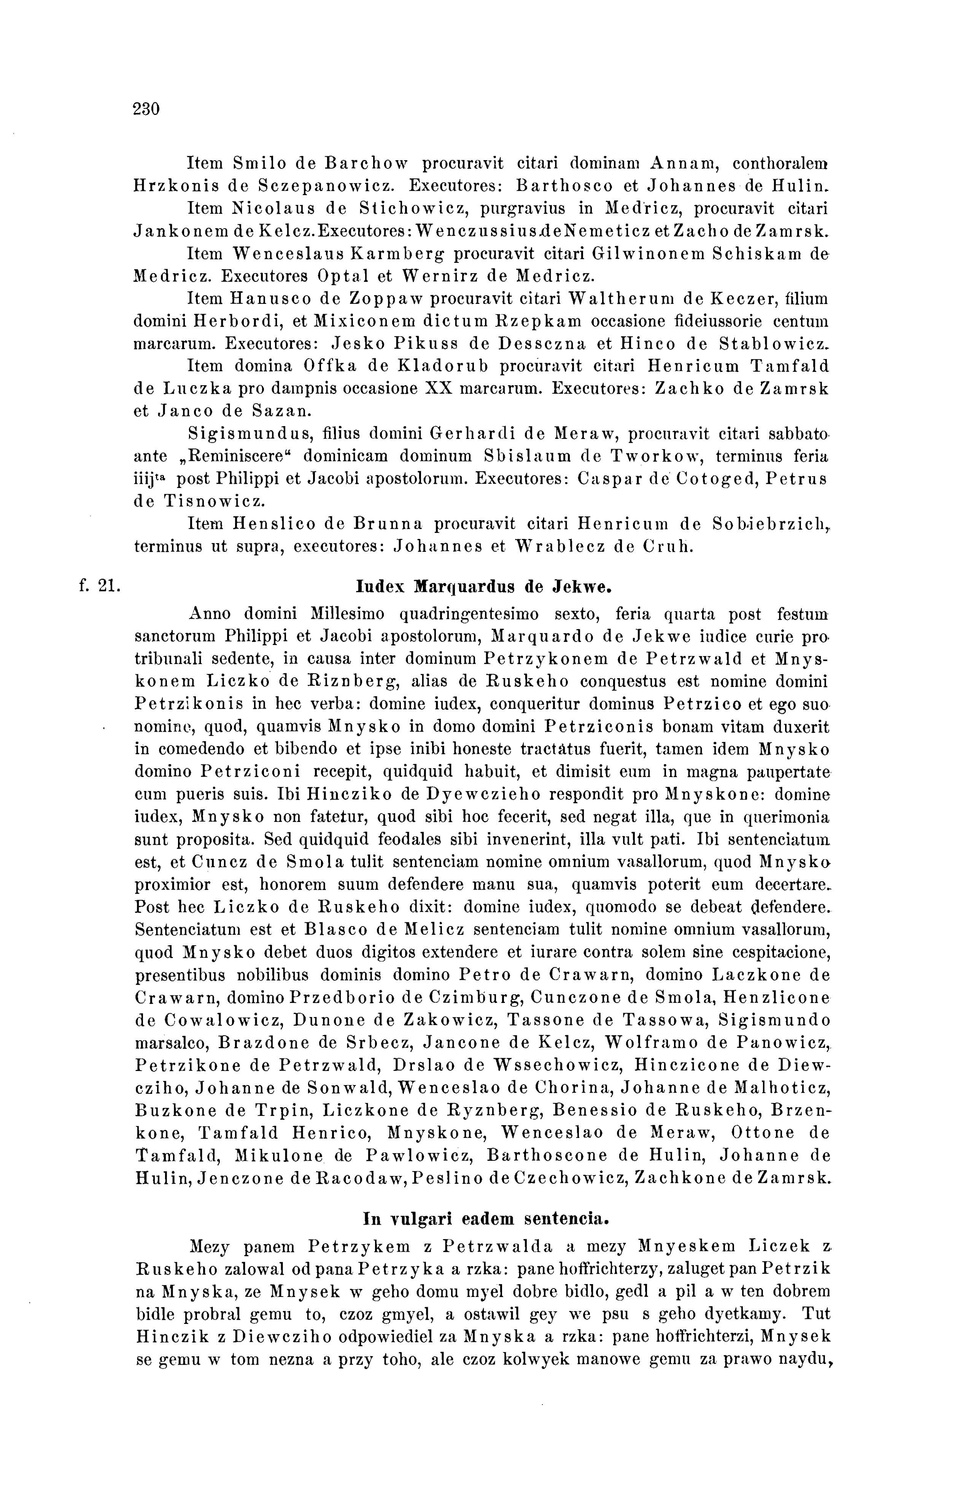 230
Item Smilo de Barchow procuravit citari dominam Annam, conthoralem
Hrzkonis de Sczepanowicz. Executores: Barthosco et Johannes de Hulin.
Item Nicolaus de Stichowicz, purgravius in Medricz, procuravit citari
Jankonem de Kelcz. Executores: Wenczussius de Nemeticz et Zacho de Zamrsk.
Item Wenceslaus Karmberg procuravit citari Gilwinonem Schiskam de
Medricz. Executores Optal et Wernirz de Medricz.
Item Hanusco de Zoppaw procuravit citari Waltherum de Keczer, filium
domini Herbordi, et Mixiconem dictum Rzepkam occasione fideiussorie centum
marcarum. Executores: Jesko Pikuss de Dessczna et Hinco de Stablowicz.
Item domina Offka de Kladorub procuravit citari Henricum Tamfald
de Luczka pro dampnis occasione XX marcarum. Executores: Zachko de Zamrsk
et Janco de Sazan.
Sigismundus, filius domini Gerhardi de Meraw, procuravit citari sabbato
ante „Reminiscere“ dominicam dominum Sbislaum de Tworkow, terminus feria
iiijta post Philippi et Jacobi apostolorum. Executores: Caspar de Cotoged, Petrus
de Tisnowicz.
Item Henslico de Brunna procuravit citari Henricum de Sobiebrzich,
terminus ut supra, executores: Johannes et Wrablecz de Cruh.
f. 21. Iudex Marquardus de Jekwe.
Anno domini Millesimo quadringentesimo sexto, feria quarta post festum
sanctorum Philippi et Jacobi apostolorum, Marquardo de Jekwe iudice curie pro
tribunali sedente, in causa inter dominum Petrzykonem de Petrzwald et Mnys-
konem Liczko de Riznberg, alias de Ruskeho conquestus est nomine domini
Petrzikonis in hec verba: domine iudex, conqueritur dominus Petrzico et ego suo
nomine, quod, quamvis Mnysko in domo domini Petrziconis bonam vitam duxerit
in comedendo et bibendo et ipse inibi honeste tractatus fuerit, tamen idem Mnysko
domino Petrziconi recepit, quidquid habuit, et dimisit eum in magna paupertate
cum pueris suis. Ibi Hincziko de Dyewczieho respondit pro Mnyskone: domine
iudex, Mnysko non fatetur, quod sibi hoc fecerit, sed negat illa, que in querimonia
sunt proposita. Sed quidquid feodales sibi invenerint, illa vult pati. Ibi sentenciatum
est, et Cuncz de Smola tulit sentenciam nomine omnium vasallorum, quod Mnysko
proximior est, honorem suum defendere manu sua, quamvis poterit eum decertare.
Post hec Liczko de Ruskeho dixit: domine iudex, quomodo se debeat defendere.
Sentenciatum est et Blasco de Melicz sentenciam tulit nomine omnium vasallorum,
quod Mnysko debet duos digitos extendere et iurare contra solem sine cespitacione,
presentibus nobilibus dominis domino Petro de Crawarn, domino Laczkone de
Crawarn, domino Przedborio de Czimburg, Cunczone de Smola, Henzlicone
de Cowalowicz, Dunone de Zakowicz, Tassone de Tassowa, Sigismundo
marsalco, Brazdone de Srbecz, Jancone de Kelcz, Wolframo de Panowicz,
Petrzikone de Petrzwald, Drslao de Wssechowicz, Hinczicone de Diew-
cziho, Johanne de Sonwald, Wenceslao de Chorina, Johanne de Malhoticz,
Buzkone de Trpin, Liczkone de Ryznberg, Benessio de Ruskeho, Brzen-
kone, Tamfald Henrico, Mnyskone, Wenceslao de Meraw, Ottone de
Tamfald, Mikulone de Pawlowicz, Barthoscone de Hulin, Johanne de
Hulin, Jenczone de Racodaw, Peslino de Czechowicz, Zachkone de Zamrsk.
In vulgari eadem sentencia.
Mezy panem Petrzykem z Petrzwalda a mezy Mnyeskem Liczek z
Ruskeho zalowal od pana Petrzyka a rzka: pane hoffrichterzy, zaluget pan Petrzik
na Mnyska, ze Mnysek w geho domu myel dobre bidlo, gedl a pil a w ten dobrem
bidle probral gemu to, czoz gmyel, a ostawil gey we psu s geho dyetkamy. Tut
Hinczik z Diewcziho odpowiediel za Mnyska a rzka: pane hoffrichterzi, Mnysek
se gemu w tom nezna a przy toho, ale czoz kolwyek manowe gemu za prawo naydu,